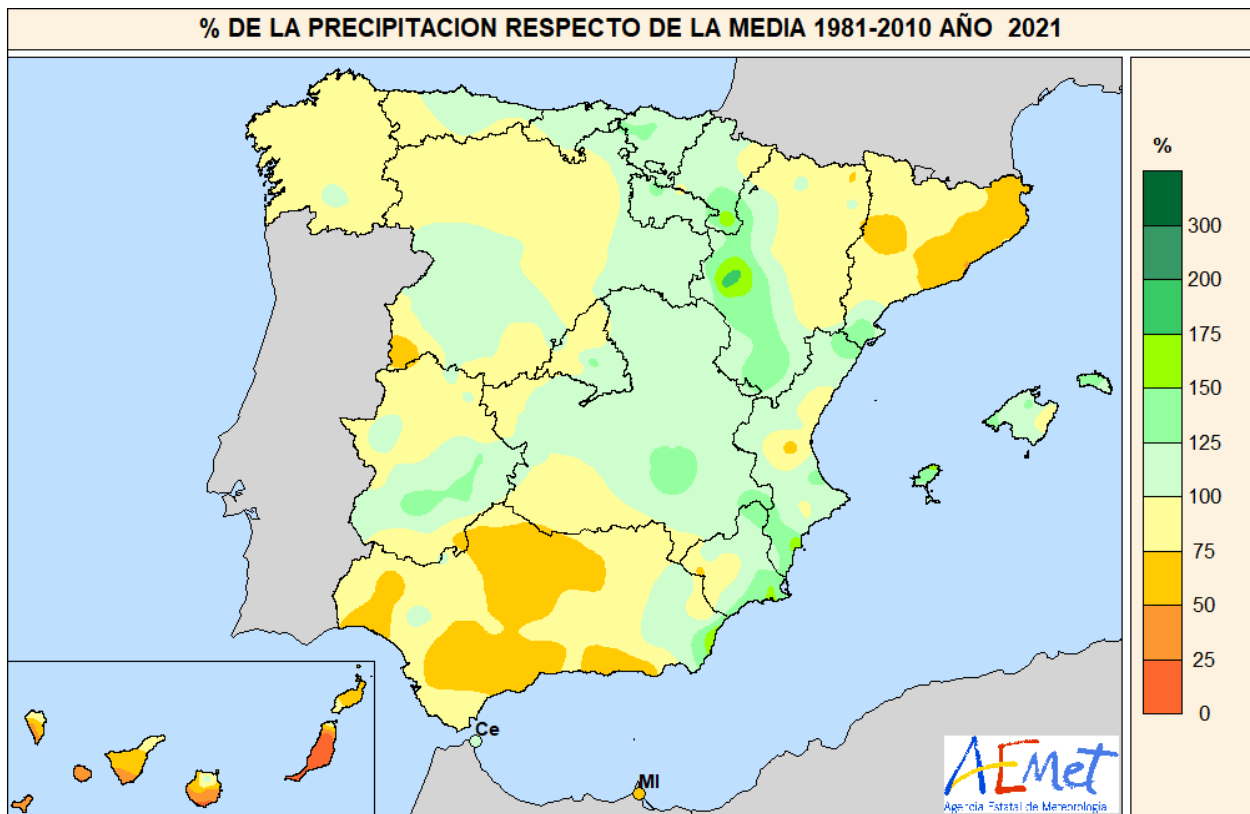 % DE LA PRECIPITACION RESPECTO DE LA MEDIA 1981-2010 AÑO 2021
%
300
200
175
150
125
100
75
50
25
0
Ce
Ml
AEMet
Agencia Estatal de Meteorología